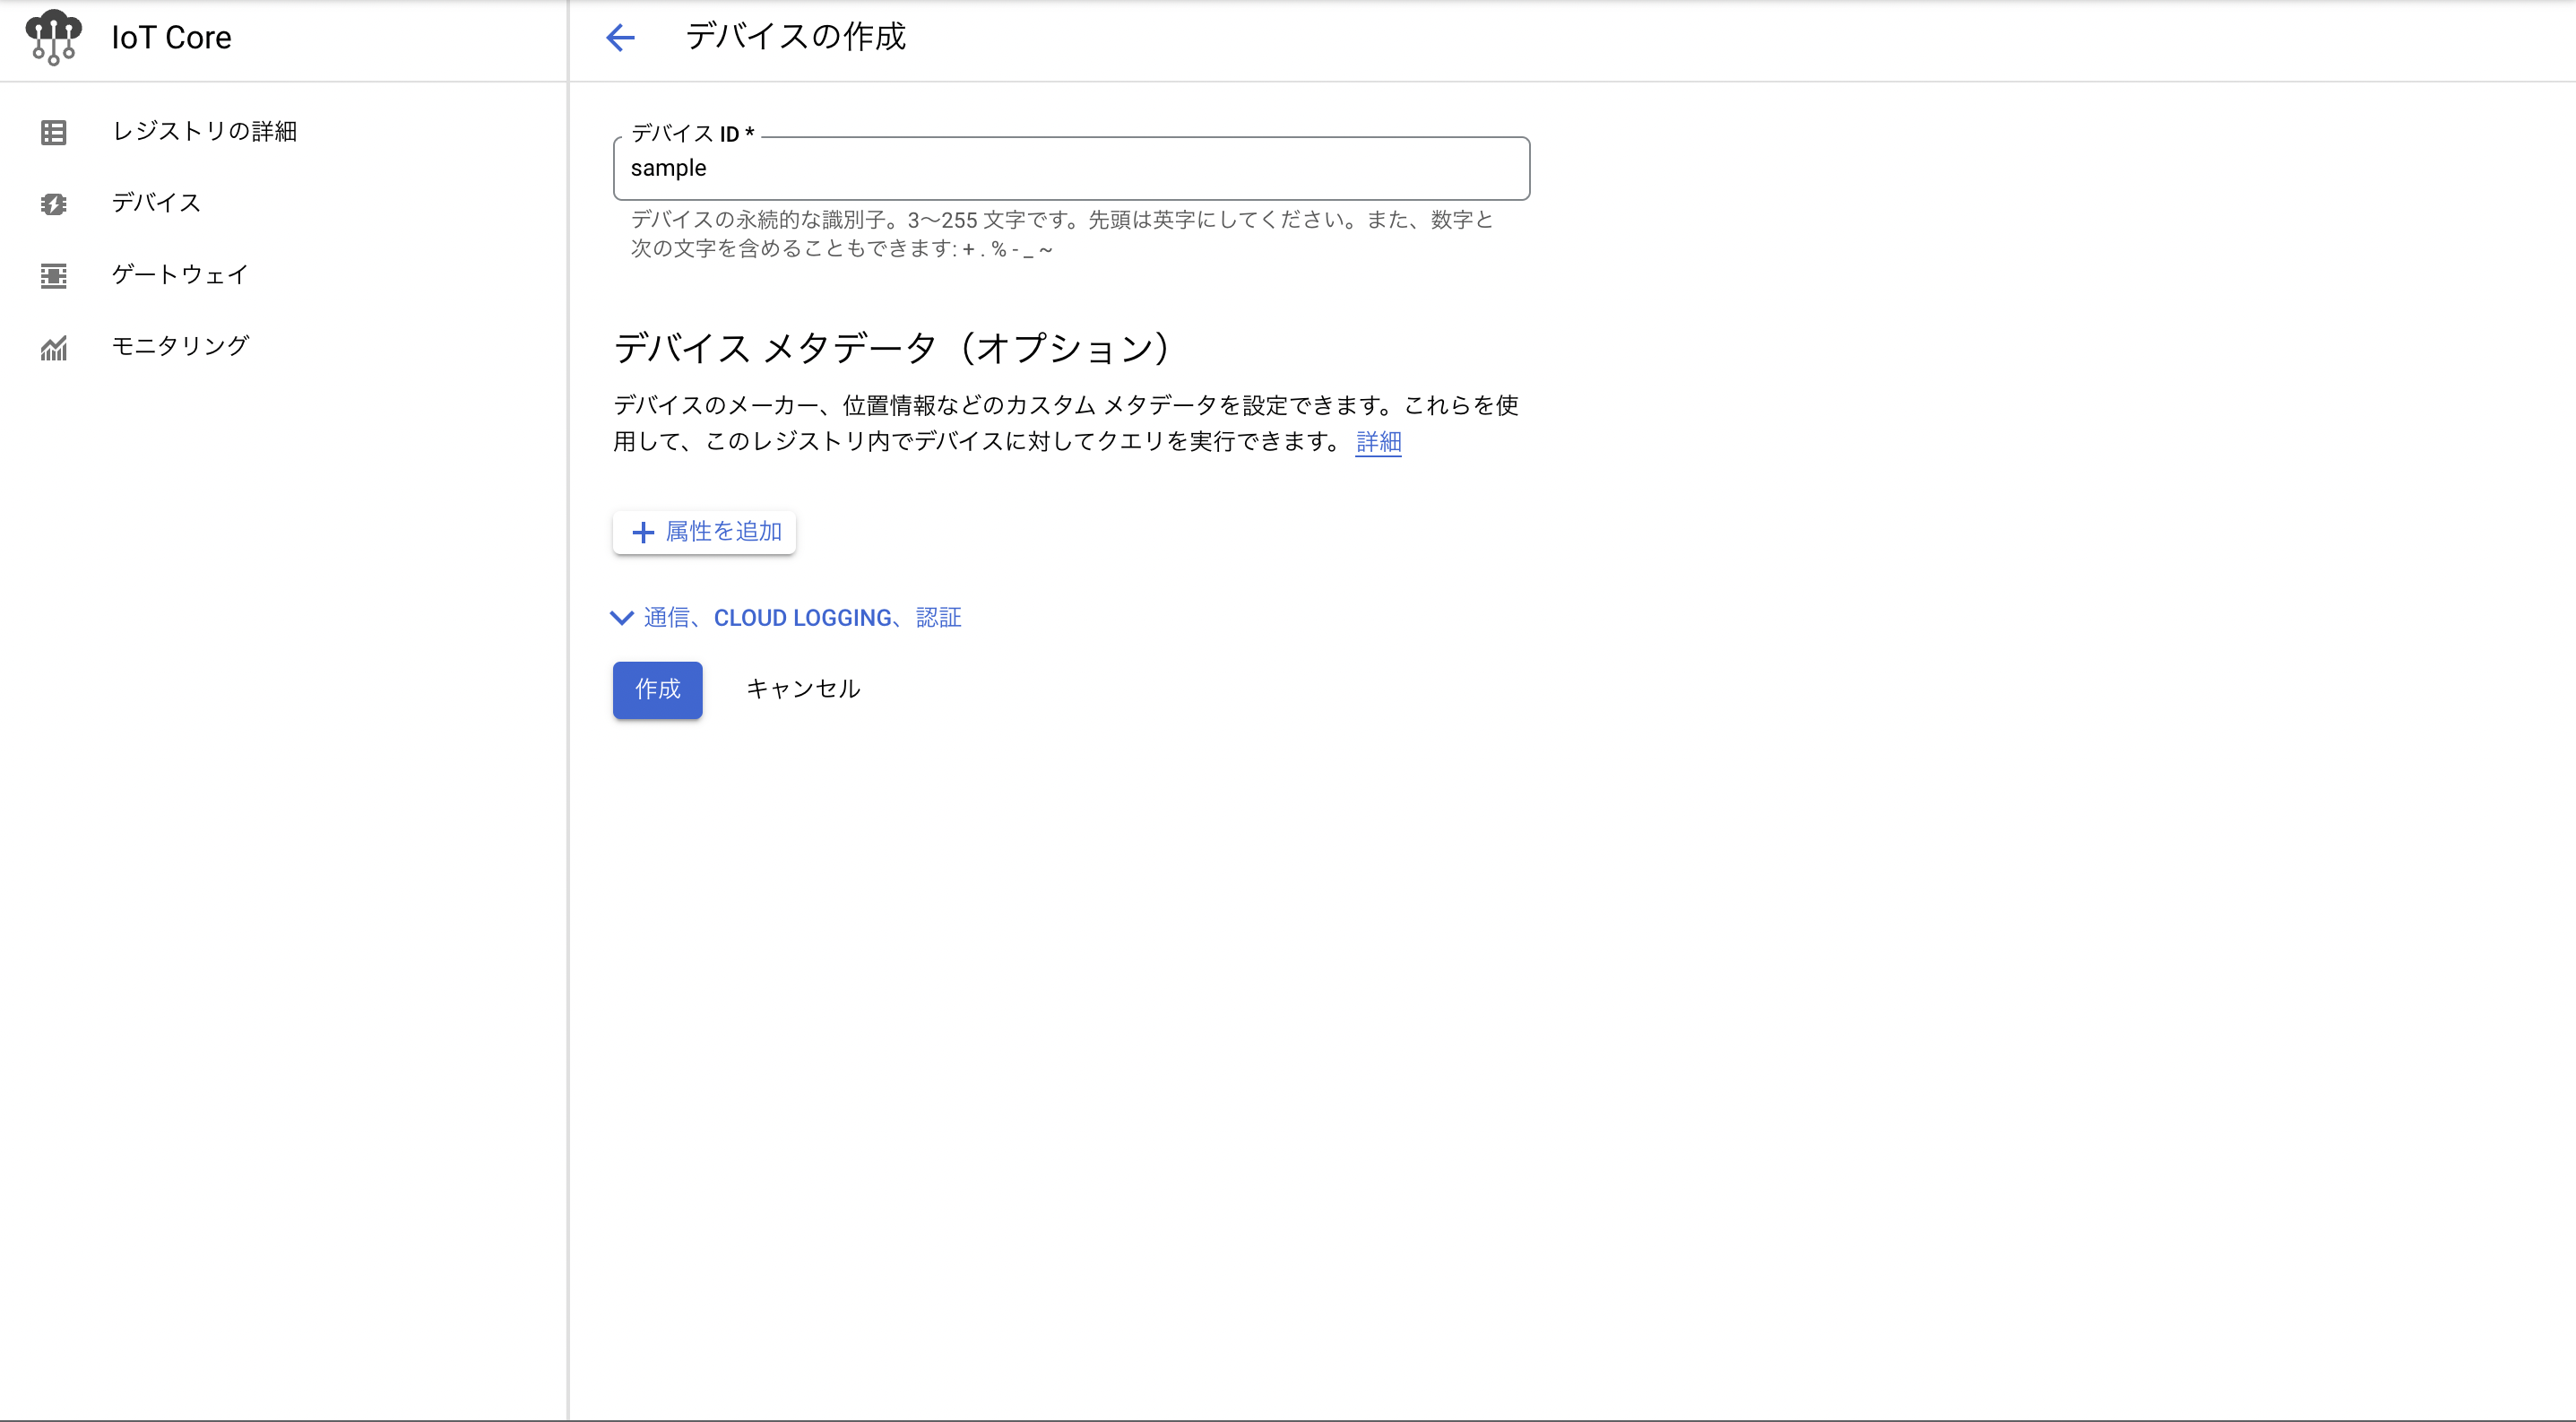 IoT Core
レジストリの詳細
デバイス
ゲートウェイ
モニタリング
デバイスの作成
デバイス ID *
sample
デバイスの永続的な識別子。3～255 文字です。先頭は英字にしてください。また、数字と
次の文字を含めることもできます: + . % - _ ~
デバイス メタデータ（オプション）
デバイスのメーカー、位置情報などのカスタム メタデータを設定できます。これらを使
用して、このレジストリ内でデバイスに対してクエリを実行できます。 詳細
+ 属性を追加
通信、CLOUD LOGGING、認証
作成 キャンセル